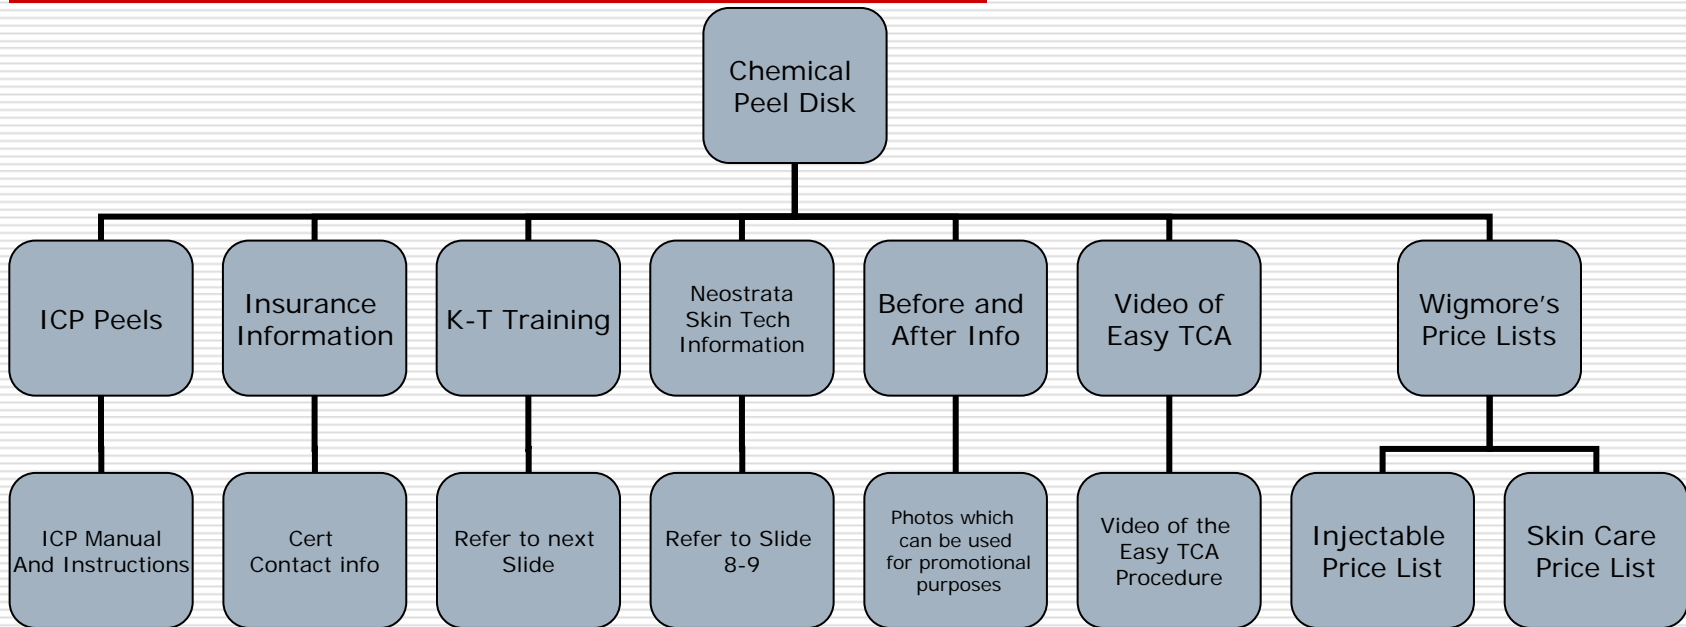 Chemical
Peel Disk
ICP Peels
Insurance
Information
K-T Training
Neostrata
Skin Tech
Information
Before and
After Info
Video of
Easy TCA
Wigmore's
Price Lists
ICP Manual
And Instructions
Cert
Contact info
Refer to next
Slide
Refer to Slide
8-9
Photos which
can be used
for promotional
purposes
Video of the
Easy TCA
Procedure
Injectable
Price List
Skin Care
Price List